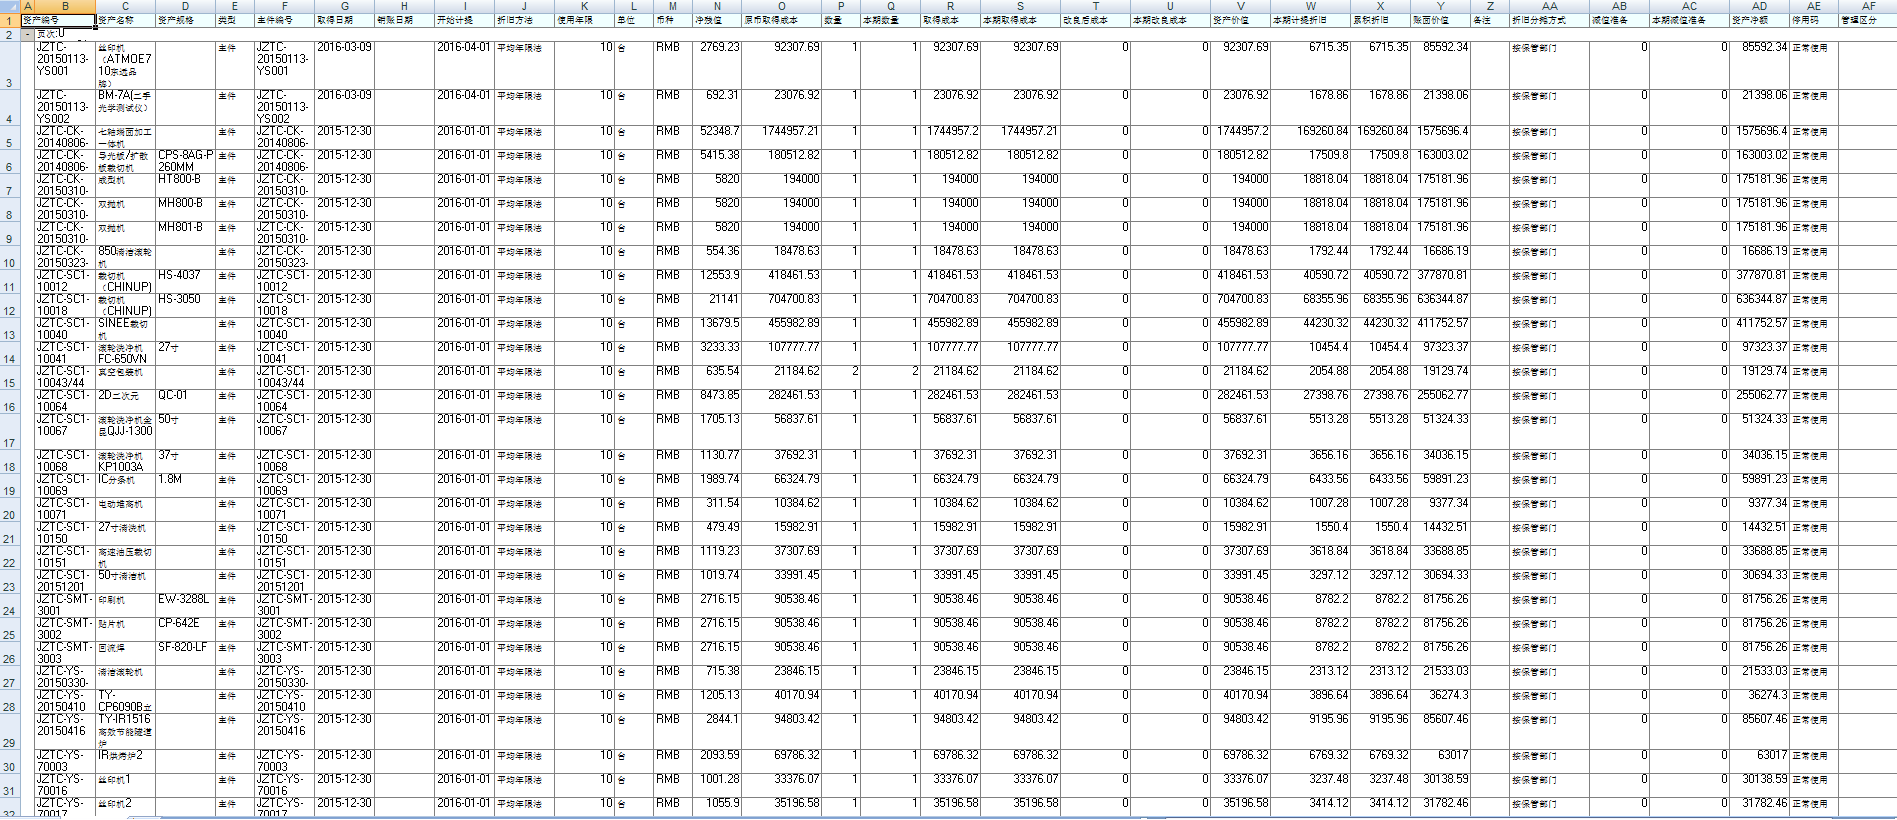 A B C D E F G H I J K L M N O P Q R S T U V W X Y Z AA AB AC AD AE AF
1 资产编号 资产名称 资产规格 类型 主件编号 取得日期 销账日期 开始计提 折旧方法 使用年限 单位 币种 净残值 原币取得成本 数量 本期数量 取得成本 本期取得成本 改良后成本 本期改良成本 资产价值 本期计提折旧 累积折旧 账面价值 备注 折旧分摊方式 减值准备 本期减值准备 资产净额 停用码 管理区分
2 - 页次:
3 JZTC-20150113-YS001 丝印机（ATMOE710东远品牌） 主件 JZTC-20150113-YS001 2016-03-09 2016-04-01 平均年限法 10 台 RMB 2769.23 92307.69 1 1 92307.69 92307.69 0 0 92307.69 6715.35 6715.35 85592.34 按保管部门 0 0 85592.34 正常使用
4 JZTC-20150113-YS002 BM-7A(二手光学测试仪） 主件 JZTC-20150113-YS002 2016-03-09 2016-04-01 平均年限法 10 台 RMB 692.31 23076.92 1 1 23076.92 23076.92 0 0 23076.92 1678.86 1678.86 21398.06 按保管部门 0 0 21398.06 正常使用
5 JZTC-CK-20140806- 七轴端面加工一体机 主件 JZTC-CK-20140806- 2015-12-30 2016-01-01 平均年限法 10 台 RMB 52348.7 1744957.21 1 1 1744957.2 1744957.21 0 0 1744957.2 169260.84 169260.84 1575696.4 按保管部门 0 0 1575696.4 正常使用
6 JZTC-CK-20140806- 导光板/扩散板裁切机 CPS-8AG-P 260MM 主件 JZTC-CK-20140806- 2015-12-30 2016-01-01 平均年限法 10 台 RMB 5415.38 180512.82 1 1 180512.82 180512.82 0 0 180512.82 17509.8 17509.8 163003.02 按保管部门 0 0 163003.02 正常使用
7 JZTC-CK-20150310- 成型机 HT800-B 主件 JZTC-CK-20150310- 2015-12-30 2016-01-01 平均年限法 10 台 RMB 5820 194000 1 1 194000 194000 0 0 194000 18818.04 18818.04 175181.96 按保管部门 0 0 175181.96 正常使用
8 JZTC-CK-20150310- 双抛机 MH800-B 主件 JZTC-CK-20150310- 2015-12-30 2016-01-01 平均年限法 10 台 RMB 5820 194000 1 1 194000 194000 0 0 194000 18818.04 18818.04 175181.96 按保管部门 0 0 175181.96 正常使用
9 JZTC-CK-20150310- 双抛机 MH801-B 主件 JZTC-CK-20150310- 2015-12-30 2016-01-01 平均年限法 10 台 RMB 5820 194000 1 1 194000 194000 0 0 194000 18818.04 18818.04 175181.96 按保管部门 0 0 175181.96 正常使用
10 JZTC-CK-20150323- 850清洁滚轮机 主件 JZTC-CK-20150323- 2015-12-30 2016-01-01 平均年限法 10 台 RMB 554.36 18478.63 1 1 18478.63 18478.63 0 0 18478.63 1792.44 1792.44 16686.19 按保管部门 0 0 16686.19 正常使用
11 JZTC-SC1-10012 裁切机（CHINUP) HS-4037 主件 JZTC-SC1-10012 2015-12-30 2016-01-01 平均年限法 10 台 RMB 12553.9 418461.53 1 1 418461.53 418461.53 0 0 418461.53 40590.72 40590.72 377870.81 按保管部门 0 0 377870.81 正常使用
12 JZTC-SC1-10018 裁切机（CHINUP) HS-3050 主件 JZTC-SC1-10018 2015-12-30 2016-01-01 平均年限法 10 台 RMB 21141 704700.83 1 1 704700.83 704700.83 0 0 704700.83 68355.96 68355.96 636344.87 按保管部门 0 0 636344.87 正常使用
13 JZTC-SC1-10040 SINEE裁切机 主件 JZTC-SC1-10040 2015-12-30 2016-01-01 平均年限法 10 台 RMB 13679.5 455982.89 1 1 455982.89 455982.89 0 0 455982.89 44230.32 44230.32 411752.57 按保管部门 0 0 411752.57 正常使用
14 JZTC-SC1-10041 滚轮洗净机FC-650VN 27寸 主件 JZTC-SC1-10041 2015-12-30 2016-01-01 平均年限法 10 台 RMB 3233.33 107777.77 1 1 107777.77 107777.77 0 0 107777.77 10454.4 10454.4 97323.37 按保管部门 0 0 97323.37 正常使用
15 JZTC-SC1-10043/44 真空包装机 主件 JZTC-SC1-10043/44 2015-12-30 2016-01-01 平均年限法 10 台 RMB 635.54 21184.62 2 2 21184.62 21184.62 0 0 21184.62 2054.88 2054.88 19129.74 按保管部门 0 0 19129.74 正常使用
16 JZTC-SC1-10064 2D二次元 QC-01 主件 JZTC-SC1-10064 2015-12-30 2016-01-01 平均年限法 10 台 RMB 8473.85 282461.53 1 1 282461.53 282461.53 0 0 282461.53 27398.76 27398.76 255062.77 按保管部门 0 0 255062.77 正常使用
17 JZTC-SC1-10067 滚轮洗净机全昆QJJ-1300 50寸 主件 JZTC-SC1-10067 2015-12-30 2016-01-01 平均年限法 10 台 RMB 1705.13 56837.61 1 1 56837.61 56837.61 0 0 56837.61 5513.28 5513.28 51324.33 按保管部门 0 0 51324.33 正常使用
18 JZTC-SC1-10068 滚轮洗净机KP1003A 37寸 主件 JZTC-SC1-10068 2015-12-30 2016-01-01 平均年限法 10 台 RMB 1130.77 37692.31 1 1 37692.31 37692.31 0 0 37692.31 3656.16 3656.16 34036.15 按保管部门 0 0 34036.15 正常使用
19 JZTC-SC1-10069 IC分条机 1.8M 主件 JZTC-SC1-10069 2015-12-30 2016-01-01 平均年限法 10 台 RMB 1989.74 66324.79 1 1 66324.79 66324.79 0 0 66324.79 6433.56 6433.56 59891.23 按保管部门 0 0 59891.23 正常使用
20 JZTC-SC1-10071 电动堆高机 主件 JZTC-SC1-10071 2015-12-30 2016-01-01 平均年限法 10 台 RMB 311.54 10384.62 1 1 10384.62 10384.62 0 0 10384.62 1007.28 1007.28 9377.34 按保管部门 0 0 9377.34 正常使用
21 JZTC-SC1-10150 27寸清洗机 主件 JZTC-SC1-10150 2015-12-30 2016-01-01 平均年限法 10 台 RMB 479.49 15982.91 1 1 15982.91 15982.91 0 0 15982.91 1550.4 1550.4 14432.51 按保管部门 0 0 14432.51 正常使用
22 JZTC-SC1-10151 高速油压裁切机 主件 JZTC-SC1-10151 2015-12-30 2016-01-01 平均年限法 10 台 RMB 1119.23 37307.69 1 1 37307.69 37307.69 0 0 37307.69 3618.84 3618.84 33688.85 按保管部门 0 0 33688.85 正常使用
23 JZTC-SC1-20151201 50寸清洁机 主件 JZTC-SC1-20151201 2015-12-30 2016-01-01 平均年限法 10 台 RMB 1019.74 33991.45 1 1 33991.45 33991.45 0 0 33991.45 3297.12 3297.12 30694.33 按保管部门 0 0 30694.33 正常使用
24 JZTC-SMT-3001 印刷机 EW-3288L 主件 JZTC-SMT-3001 2015-12-30 2016-01-01 平均年限法 10 台 RMB 2716.15 90538.46 1 1 90538.46 90538.46 0 0 90538.46 8782.2 8782.2 81756.26 按保管部门 0 0 81756.26 正常使用
25 JZTC-SMT-3002 贴片机 CP-642E 主件 JZTC-SMT-3002 2015-12-30 2016-01-01 平均年限法 10 台 RMB 2716.15 90538.46 1 1 90538.46 90538.46 0 0 90538.46 8782.2 8782.2 81756.26 按保管部门 0 0 81756.26 正常使用
26 JZTC-SMT-3003 回流焊 SF-820-LF 主件 JZTC-SMT-3003 2015-12-30 2016-01-01 平均年限法 10 台 RMB 2716.15 90538.46 1 1 90538.46 90538.46 0 0 90538.46 8782.2 8782.2 81756.26 按保管部门 0 0 81756.26 正常使用
27 JZTC-YS-20150330- 清洁滚轮机 主件 JZTC-YS-20150330- 2015-12-30 2016-01-01 平均年限法 10 台 RMB 715.38 23846.15 1 1 23846.15 23846.15 0 0 23846.15 2313.12 2313.12 21533.03 按保管部门 0 0 21533.03 正常使用
28 JZTC-YS-20150410 TY-CP6090B立 主件 JZTC-YS-20150410 2015-12-30 2016-01-01 平均年限法 10 台 RMB 1205.13 40170.94 1 1 40170.94 40170.94 0 0 40170.94 3896.64 3896.64 36274.3 按保管部门 0 0 36274.3 正常使用
29 JZTC-YS-20150416 TY-IR1516高效节能隧道炉 主件 JZTC-YS-20150416 2015-12-30 2016-01-01 平均年限法 10 台 RMB 2844.1 94803.42 1 1 94803.42 94803.42 0 0 94803.42 9195.96 9195.96 85607.46 按保管部门 0 0 85607.46 正常使用
30 JZTC-YS-70003 IR烘烤炉2 主件 JZTC-YS-70003 2015-12-30 2016-01-01 平均年限法 10 台 RMB 2093.59 69786.32 1 1 69786.32 69786.32 0 0 69786.32 6769.32 6769.32 63017 按保管部门 0 0 63017 正常使用
31 JZTC-YS-70016 丝印机1 主件 JZTC-YS-70016 2015-12-30 2016-01-01 平均年限法 10 台 RMB 1001.28 33376.07 1 1 33376.07 33376.07 0 0 33376.07 3237.48 3237.48 30138.59 按保管部门 0 0 30138.59 正常使用
32 JZTC-YS-70017 丝印机2 主件 JZTC-YS-70017 2015-12-30 2016-01-01 平均年限法 10 台 RMB 1055.9 35196.58 1 1 35196.58 35196.58 0 0 35196.58 3414.12 3414.12 31782.46 按保管部门 0 0 31782.46 正常使用